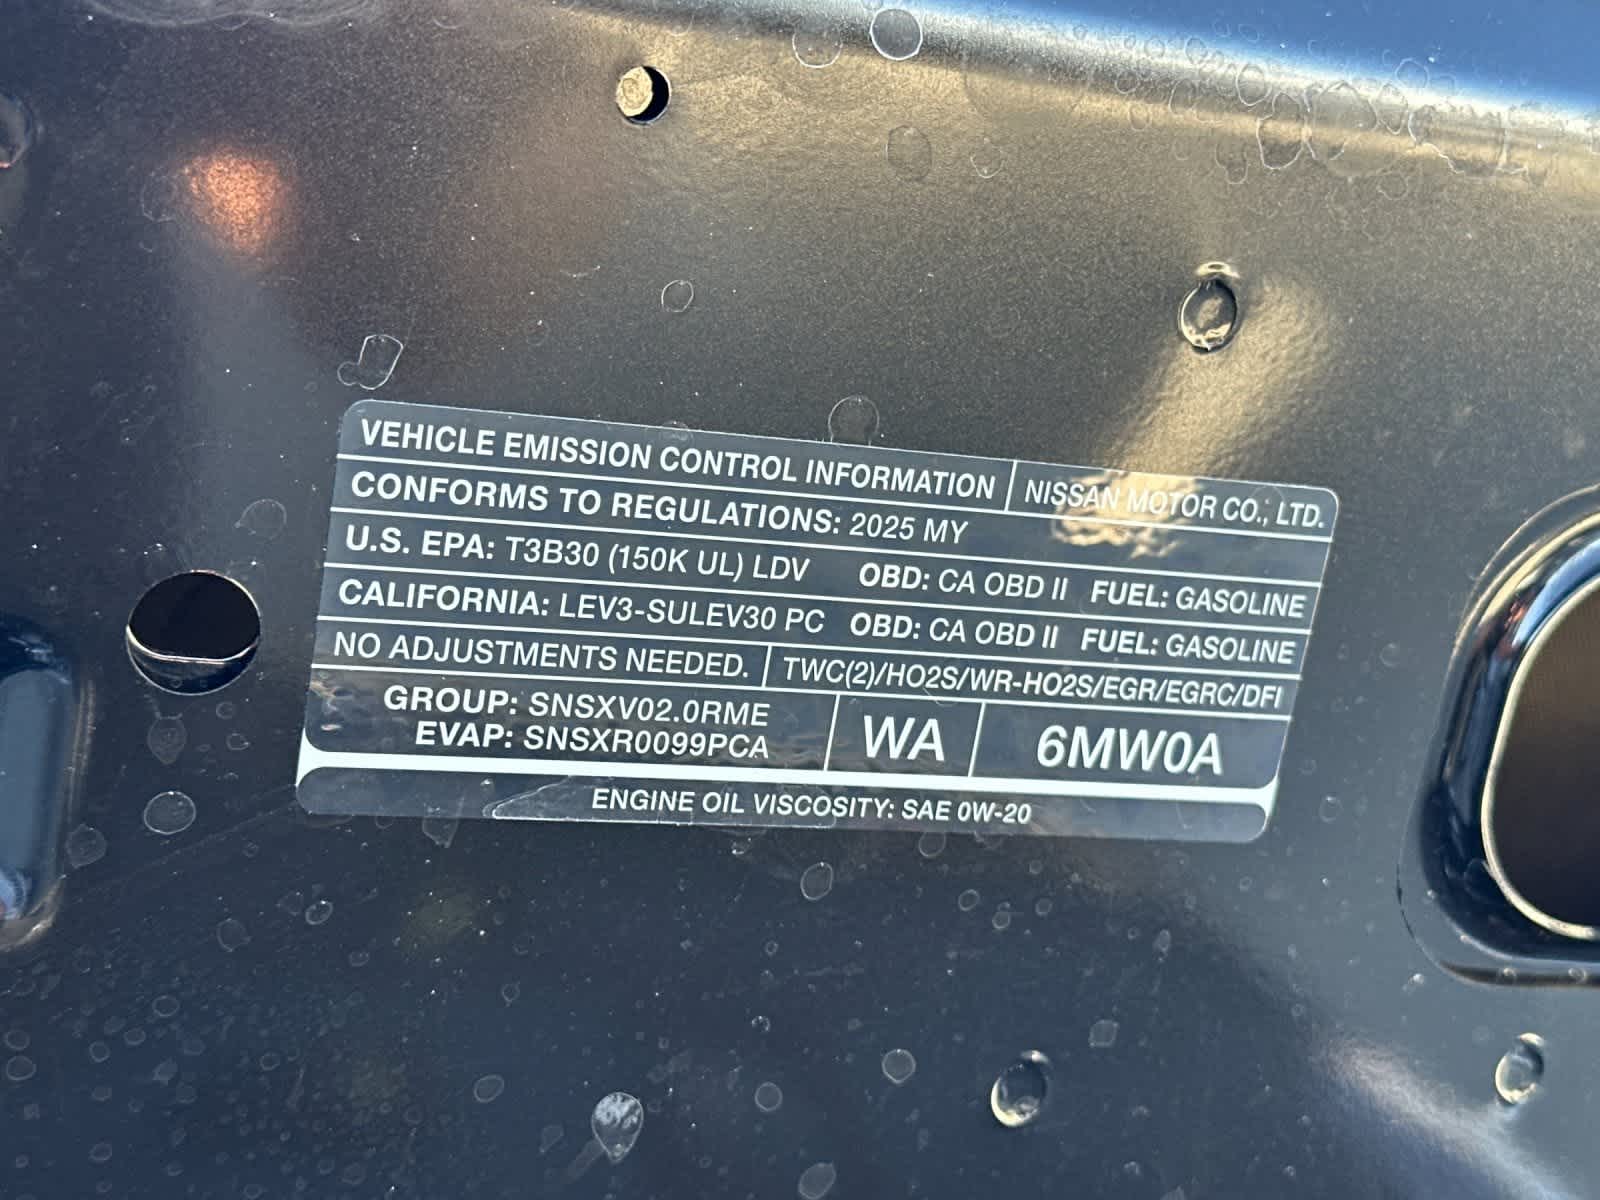 VEHICLE EMISSION CONTROL INFORMATION NISSAN MOTOR CO., LTD.
CONFORMS TO REGULATIONS: 2025 MY
U.S. EPA: T3B30 (150K UL) LDV OBD: CA OBD II FUEL: GASOLINE
CALIFORNIA: LEV3-SULEV30 PC OBD: CA OBD II FUEL: GASOLINE
NO ADJUSTMENTS NEEDED. TWC(2)/HO2S/WR-HO2S/EGR/EGRC/DFI
GROUP: SNSXV02.0RME
EVAP: SNSXR0099PCA
WA
6MW0A
ENGINE OIL VISCOSITY: SAE 0W-20